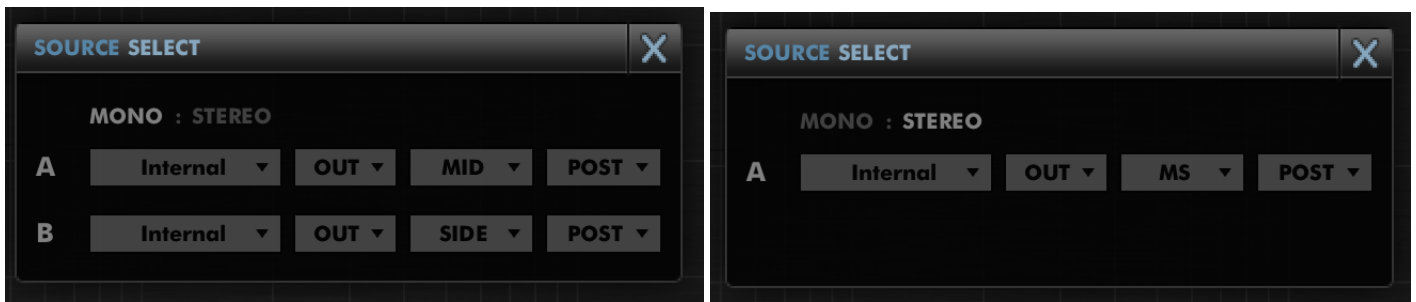 SOURCE SELECT X
MONO : STEREO
A Internal OUT MID POST
B Internal OUT SIDE POST
SOURCE SELECT X
MONO : STEREO
A Internal OUT MS POST